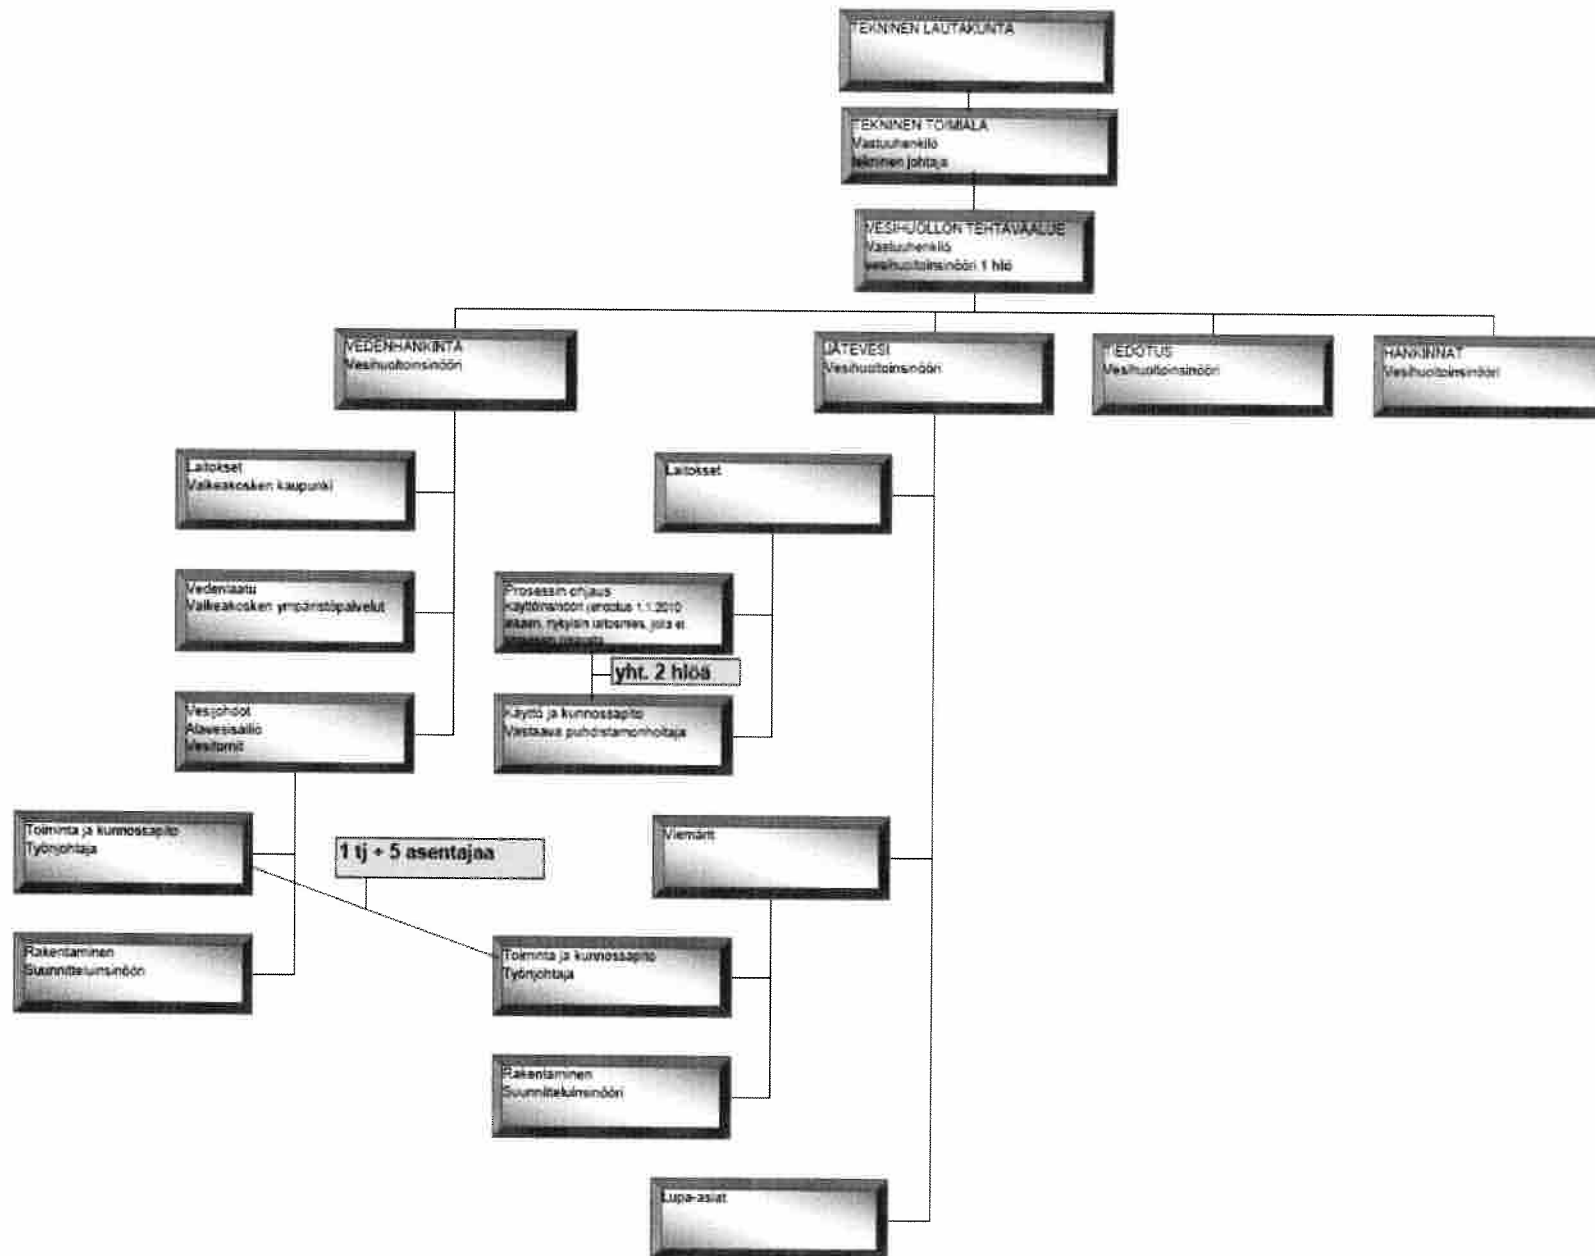 TEKNINEN LAUTAKUNTA
TEKNINEN TOIMIALA
Vastuuhenkilö
tekninen johtaja
VESIHUOLLON TEHTÄVÄALUE
Vastuuhenkilö
vesihuoltoinsinööri 1 hlö
VEDENHANKINTA
Vesihuoltoinsinööri
JÄTEVESI
Vesihuoltoinsinööri
TIEDOTUS
Vesihuoltoinsinööri
HANKINNAT
Vesihuoltoinsinööri
Laitokset
Valkeakosken kaupunki
Laitokset
Vedenlaatu
Valkeakosken ympäristöpalvelut
Prosessin ohjaus
Käyttöinsinööri 1.1.2010
nykyisin laitosmies, jolla ei
yht. 2 hlöä
Vesijohdot
Alavesisäiliö
Vesitornit
Käyttö ja kunnossapito
Vastaava puhdistamonhoitaja
Toiminta ja kunnossapito
Työnjohtaja
1 tj + 5 asentajaa
Viemärit
Rakentaminen
Suunnitteluinsinööri
Toiminta ja kunnossapito
Työnjohtaja
Rakentaminen
Suunnitteluinsinööri
Lupa-asiat